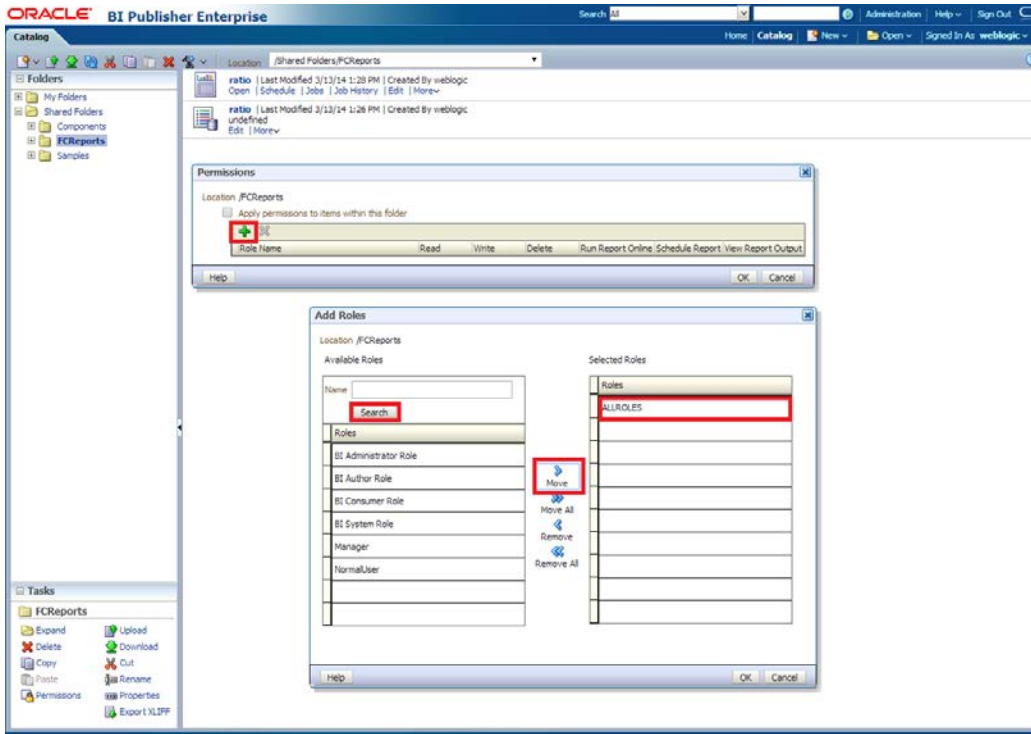 ORACLE BI Publisher Enterprise Search All Administration Help Sign Out
Catalog Home Catalog New Open Signed In As weblogic
Location /Shared Folders/FCReports
Folders
My Folders
Shared Folders
Components
FCReports
Samples
ratio | Last Modified 3/13/14 1:28 PM | Created By weblogic
Open | Schedule | Jobs | Job History | Edit | More
ratio | Last Modified 3/13/14 1:26 PM | Created By weblogic
undefined
Edit | More
Permissions
Location /FCReports
Apply permissions to items within this folder
Role Name Read Write Delete Run Report Online Schedule Report View Report Output
Help OK Cancel
Add Roles
Location /FCReports
Available Roles Selected Roles
Name
Search
Roles
BI Administrator Role
BI Author Role
BI Consumer Role
BI System Role
Manager
NormalUser
Move
Move All
Remove
Remove All
Roles
ALLROLES
Help OK Cancel
Tasks
FCReports
Expand Upload
Delete Download
Copy Cut
Paste Rename
Permissions Properties
Export XLIFF